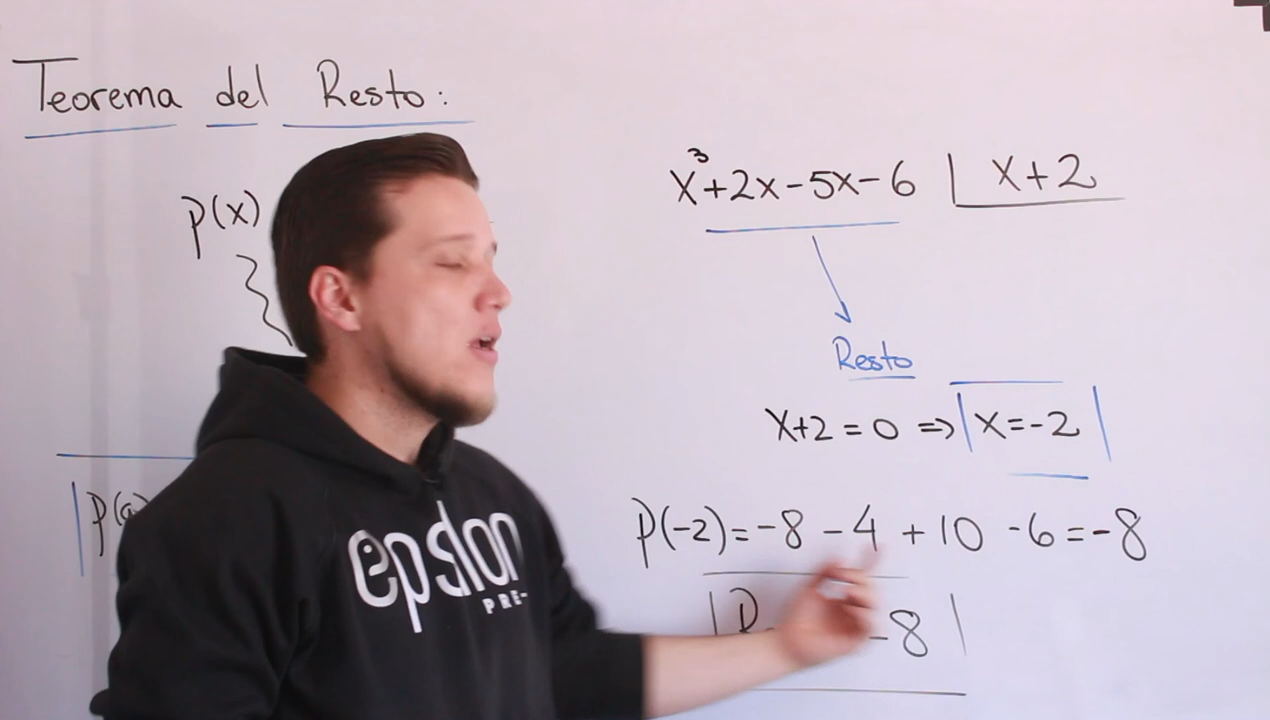 Teorema del Resto:
p(x)
p(a
x³+2x-5x-6 | x+2
Resto
x+2=0 => |x=-2|
p(-2)=-8-4+10-6=-8
-8
epsilon
PRE-